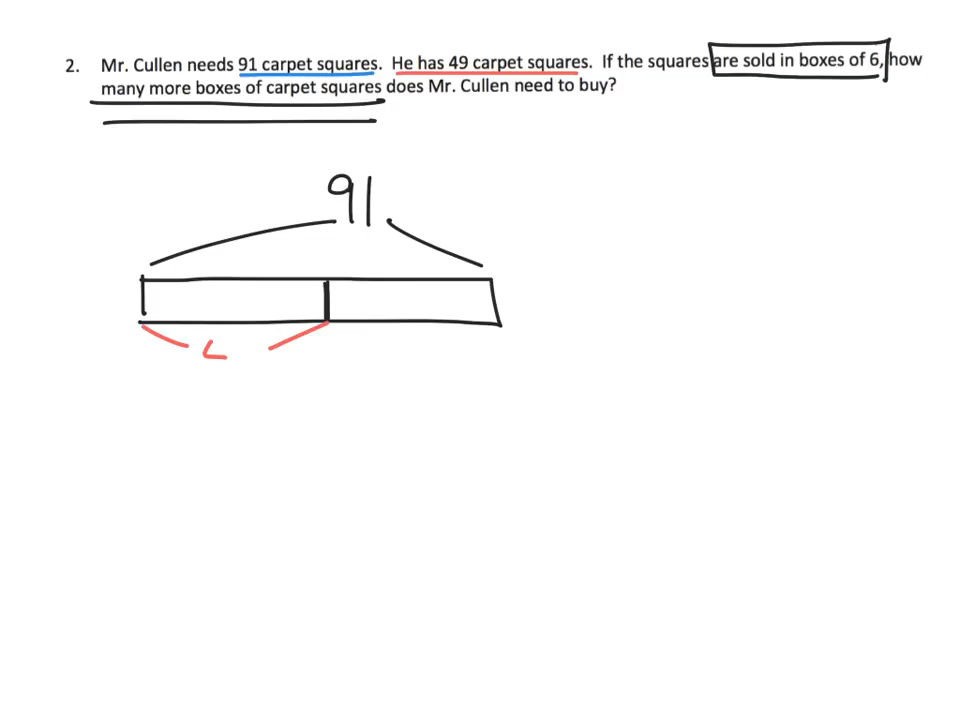 2. Mr. Cullen needs 91 carpet squares. He has 49 carpet squares. If the squares are sold in boxes of 6, how
many more boxes of carpet squares does Mr. Cullen need to buy?
91